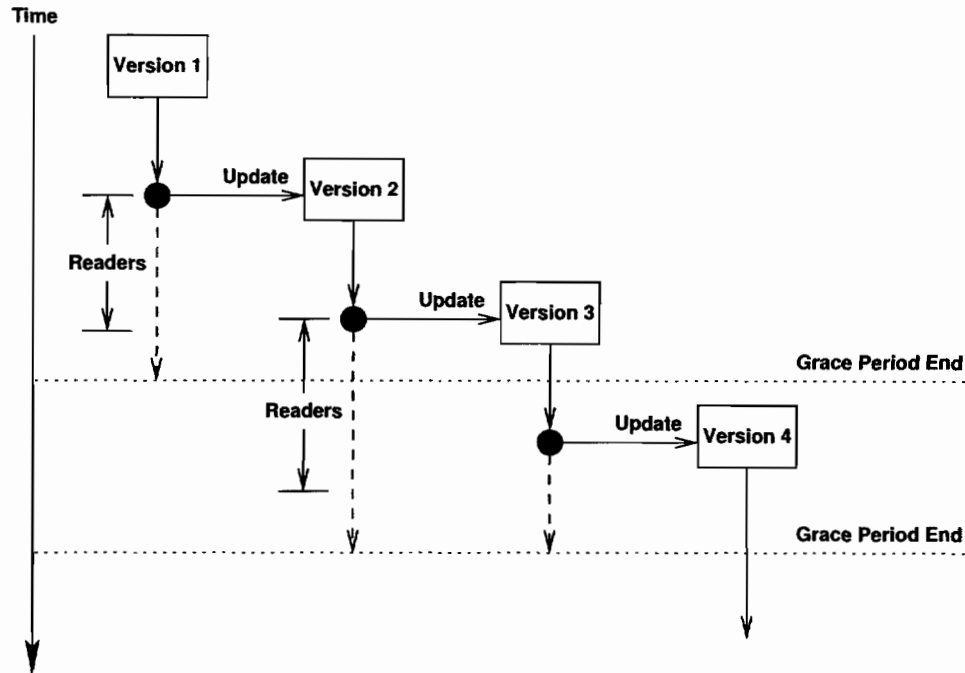 Time
Version 1
Update
Version 2
Readers
Update
Version 3
Grace Period End
Readers
Update
Version 4
Grace Period End